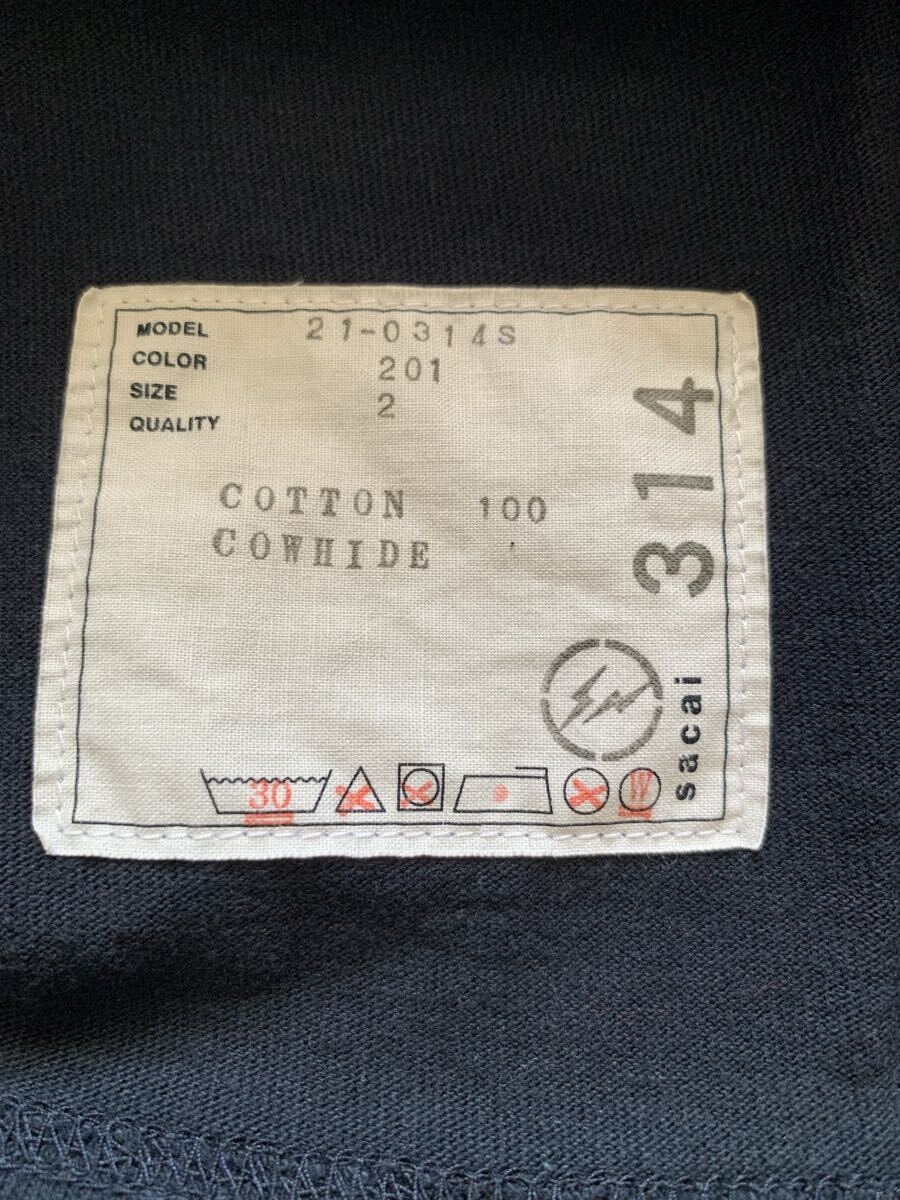 MODEL 21-0314S
COLOR 201
SIZE 2
QUALITY
COTTON 100
COWHIDE
314
sacai
30
W